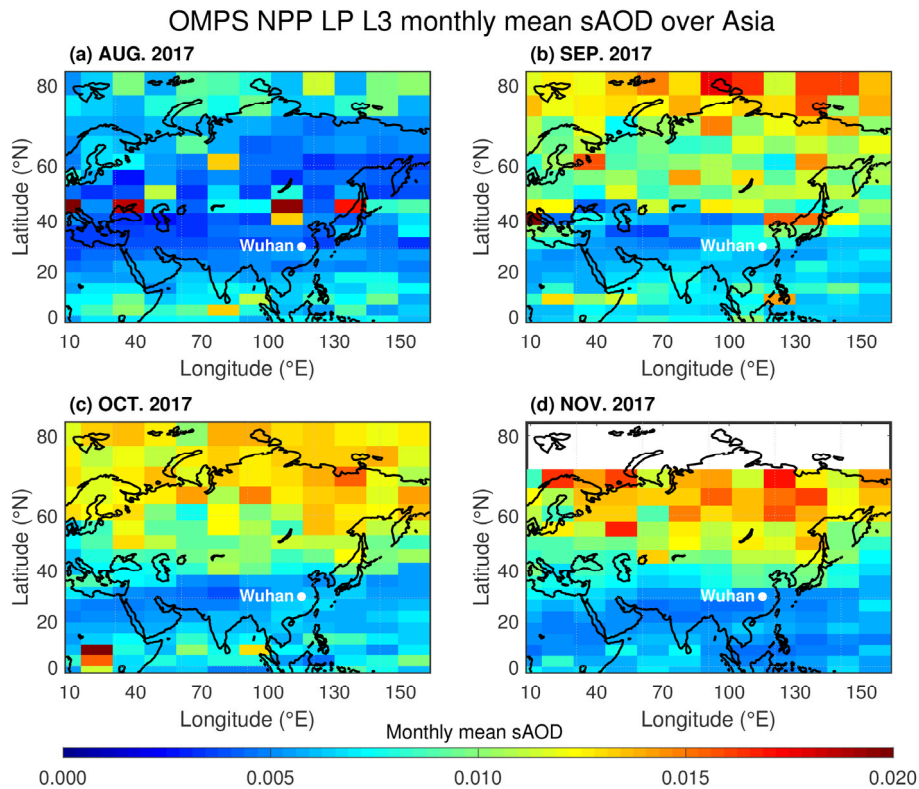 OMPS NPP LP L3 monthly mean sAOD over Asia
(a) AUG. 2017
80
60
40
20
0
Latitude (°N)
Wuhan
10 40 70 100 130 150
Longitude (°E)
(b) SEP. 2017
80
60
40
20
0
Latitude (°N)
Wuhan
10 40 70 100 130 150
Longitude (°E)
(c) OCT. 2017
80
60
40
20
0
Latitude (°N)
Wuhan
10 40 70 100 130 150
Longitude (°E)
(d) NOV. 2017
80
60
40
20
0
Latitude (°N)
Wuhan
10 40 70 100 130 150
Longitude (°E)
Monthly mean sAOD
0.000 0.005 0.010 0.015 0.020